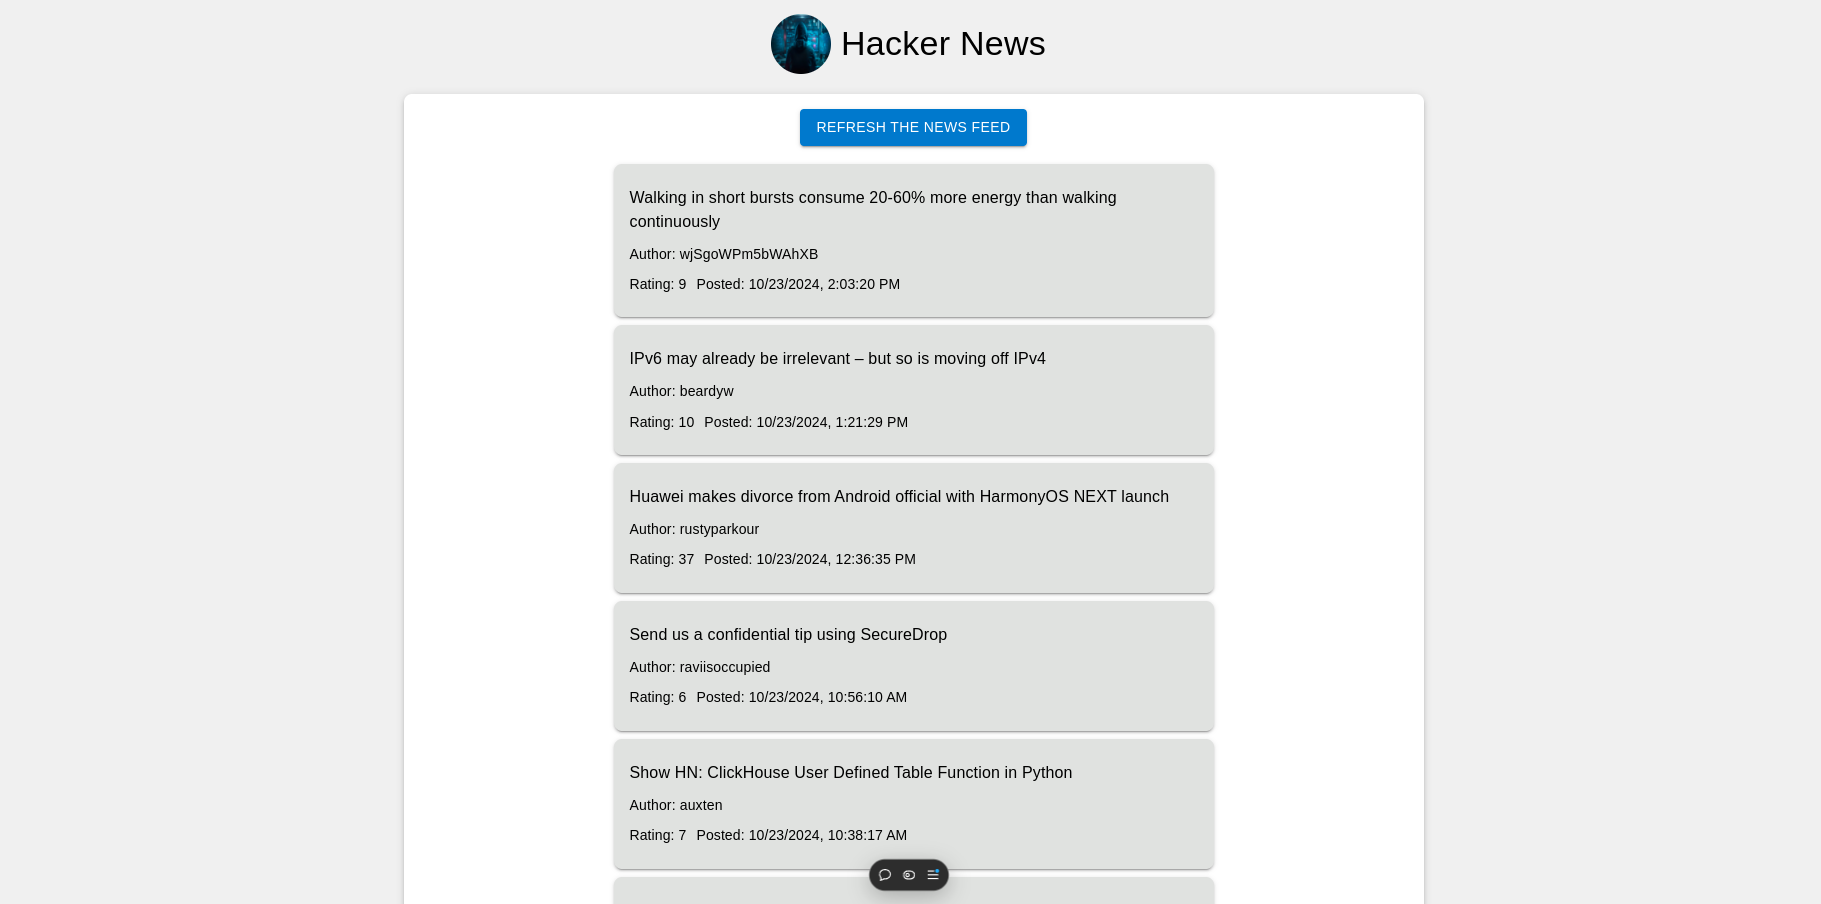 Hacker News
REFRESH THE NEWS FEED
Walking in short bursts consume 20-60% more energy than walking
continuously
Author: wjSgoWPm5bWAhXB
Rating: 9 Posted: 10/23/2024, 2:03:20 PM
IPv6 may already be irrelevant – but so is moving off IPv4
Author: beardyw
Rating: 10 Posted: 10/23/2024, 1:21:29 PM
Huawei makes divorce from Android official with HarmonyOS NEXT launch
Author: rustyparkour
Rating: 37 Posted: 10/23/2024, 12:36:35 PM
Send us a confidential tip using SecureDrop
Author: raviisoccupied
Rating: 6 Posted: 10/23/2024, 10:56:10 AM
Show HN: ClickHouse User Defined Table Function in Python
Author: auxten
Rating: 7 Posted: 10/23/2024, 10:38:17 AM